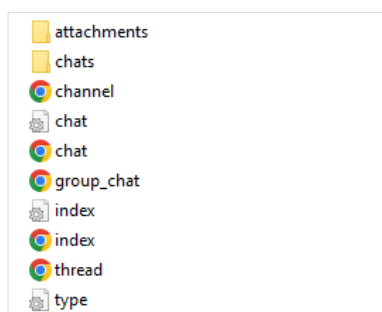 attachments
chats
channel
chat
chat
group_chat
index
index
thread
type